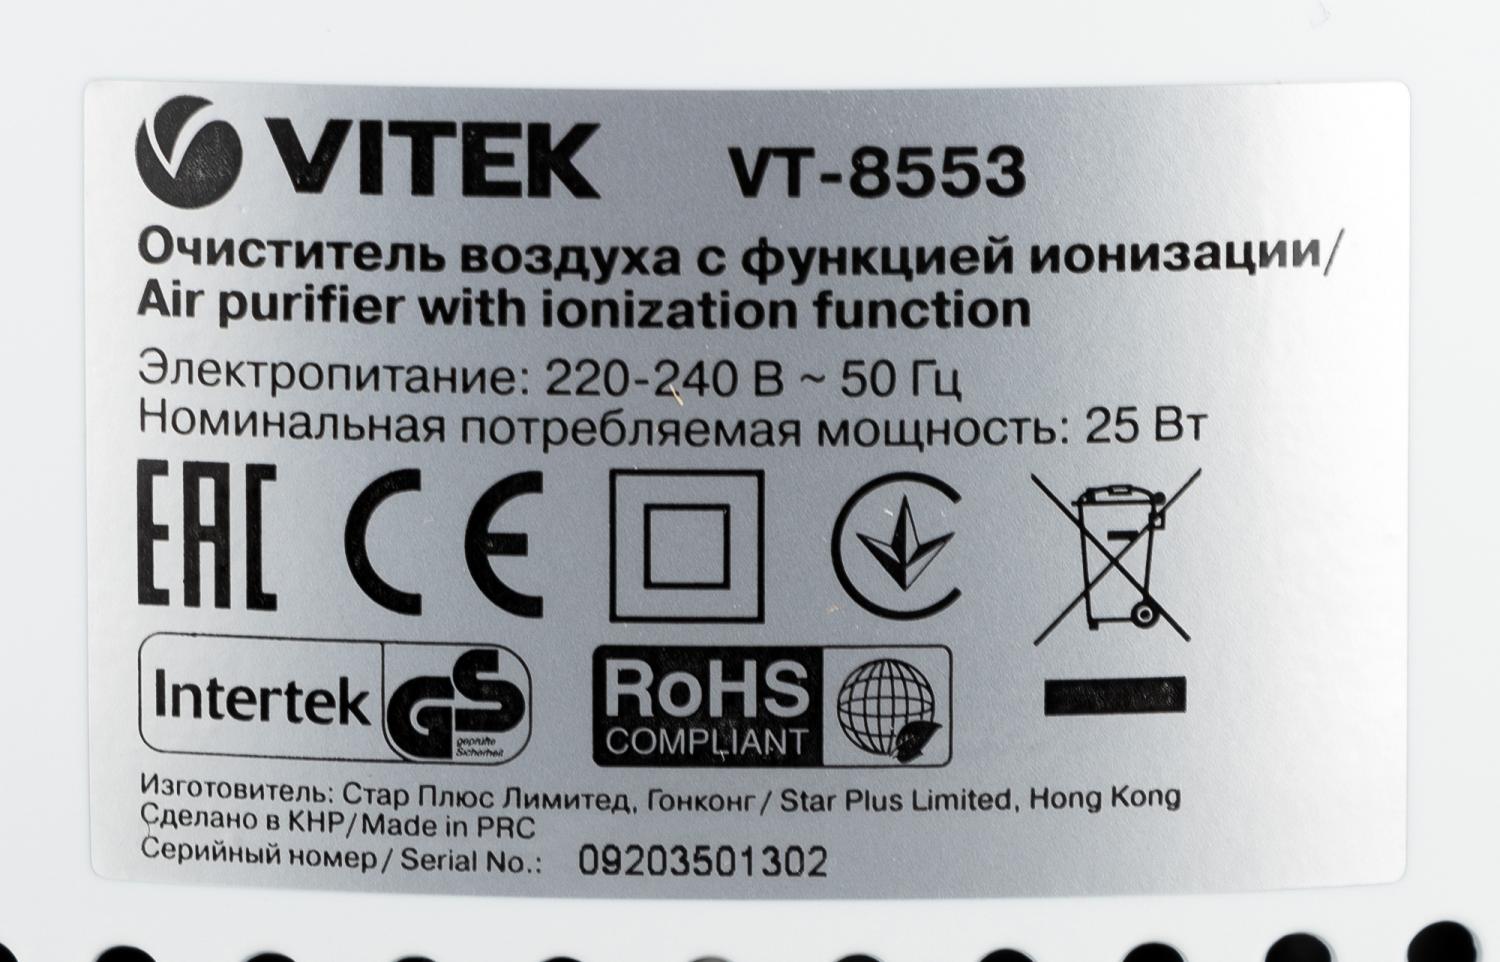 VITEK VT-8553
Очиститель воздуха с функцией ионизации/
Air purifier with ionization function
Электропитание: 220-240 В ~ 50 Гц
Номинальная потребляемая мощность: 25 Вт
EAC CE
Intertek GS geprüfte Sicherheit
RoHS
COMPLIANT
Изготовитель: Стар Плюс Лимитед, Гонконг / Star Plus Limited, Hong Kong
Сделано в КНР/Made in PRC
Серийный номер/ Serial No.: 09203501302